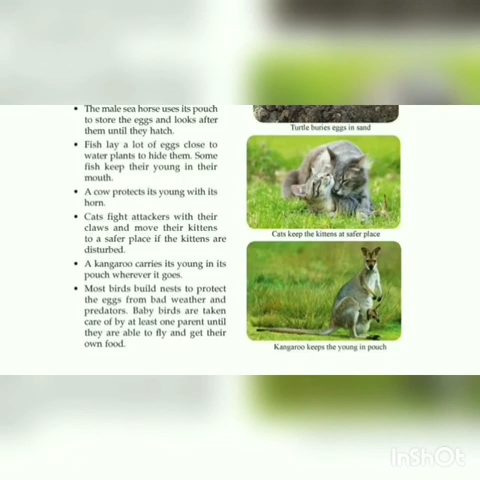 • The male sea horse uses its pouch
to store the eggs and looks after
them until they hatch.
• Fish lay a lot of eggs close to
water plants to hide them. Some
fish keep their young in their
mouth.
• A cow protects its young with its
horn.
• Cats fight attackers with their
claws and move their kittens
to a safer place if the kittens are
disturbed.
• A kangaroo carries its young in its
pouch wherever it goes.
• Most birds build nests to protect
the eggs from bad weather and
predators. Baby birds are taken
care of by at least one parent until
they are able to fly and get their
own food.
Turtle buries eggs in sand
Cats keep the kittens at safer place
Kangaroo keeps the young in pouch
InShOt